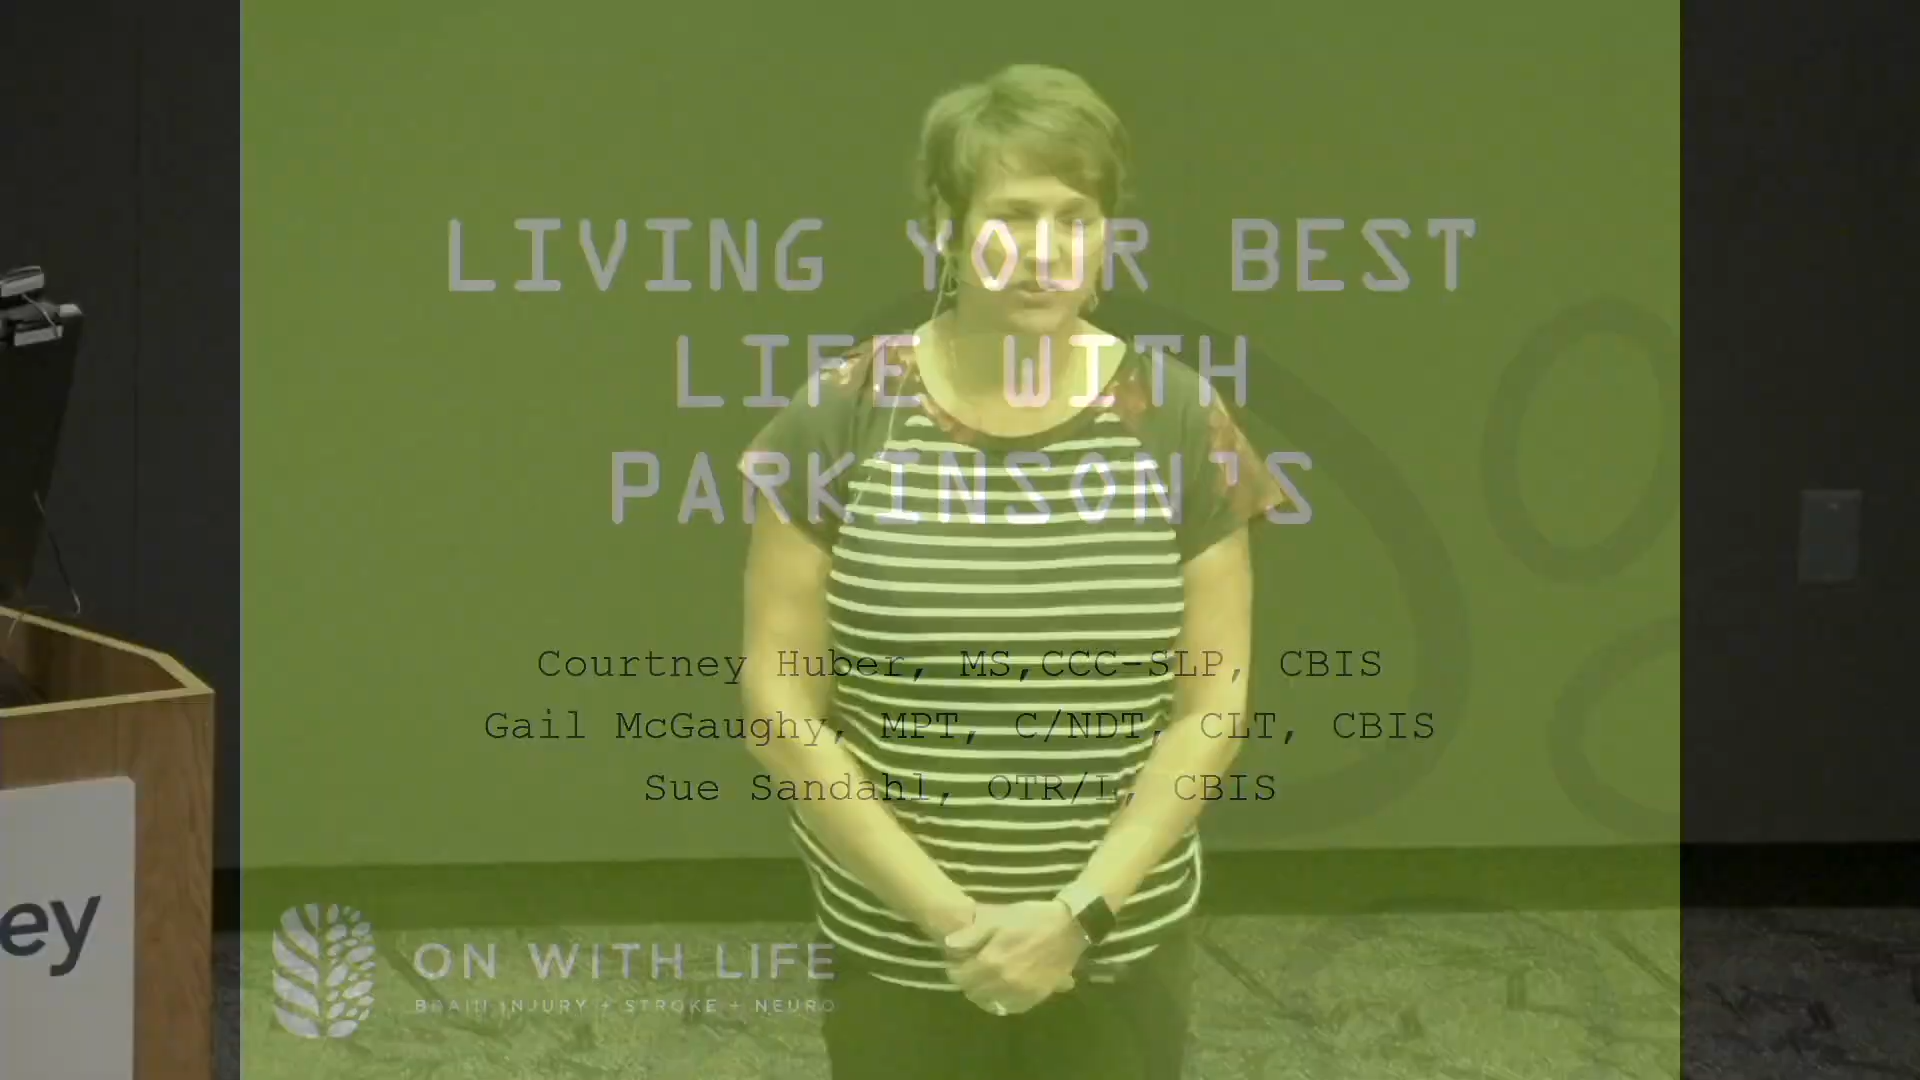 LIVING YOUR BEST
LIFE WITH
PARKINSON'S
Courtney Huber, MS,CCC-SLP, CBIS
Gail McGaughy, MPT, C/NDT, CLT, CBIS
Sue Sandahl, OTR/L, CBIS
ey
ON WITH LIFE
BRAIN INJURY + STROKE + NEURO